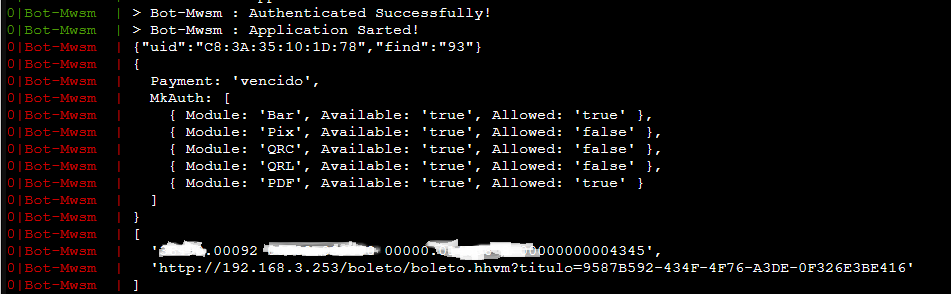 0|Bot-Mwsm | > Bot-Mwsm : Authenticated Successfully!
0|Bot-Mwsm | > Bot-Mwsm : Application Sarted!
0|Bot-Mwsm | {"uid":"C8:3A:35:10:1D:78","find":"93"}
0|Bot-Mwsm | {
0|Bot-Mwsm |   Payment: 'vencido',
0|Bot-Mwsm |   MkAuth: [
0|Bot-Mwsm |     { Module: 'Bar', Available: 'true', Allowed: 'true' },
0|Bot-Mwsm |     { Module: 'Pix', Available: 'true', Allowed: 'false' },
0|Bot-Mwsm |     { Module: 'QRC', Available: 'true', Allowed: 'false' },
0|Bot-Mwsm |     { Module: 'QRL', Available: 'true', Allowed: 'false' },
0|Bot-Mwsm |     { Module: 'PDF', Available: 'true', Allowed: 'true' }
0|Bot-Mwsm |   ]
0|Bot-Mwsm | }
0|Bot-Mwsm | [
0|Bot-Mwsm |   ' .00092 00000. 000000004345',
0|Bot-Mwsm |   'http://192.168.3.253/boleto/boleto.hhvm?titulo=9587B592-434F-4F76-A3DE-0F326E3BE416'
0|Bot-Mwsm | ]